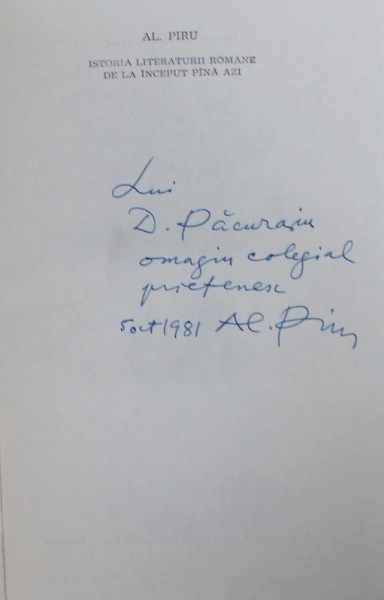 AL. PIRU
ISTORIA LITERATURII ROMANE
DE LA ÎNCEPUT PÎNĂ AZI
Lui
D. Păcurariu
omagiu colegial
prietenesc
5 oct 1981 Al. Piru